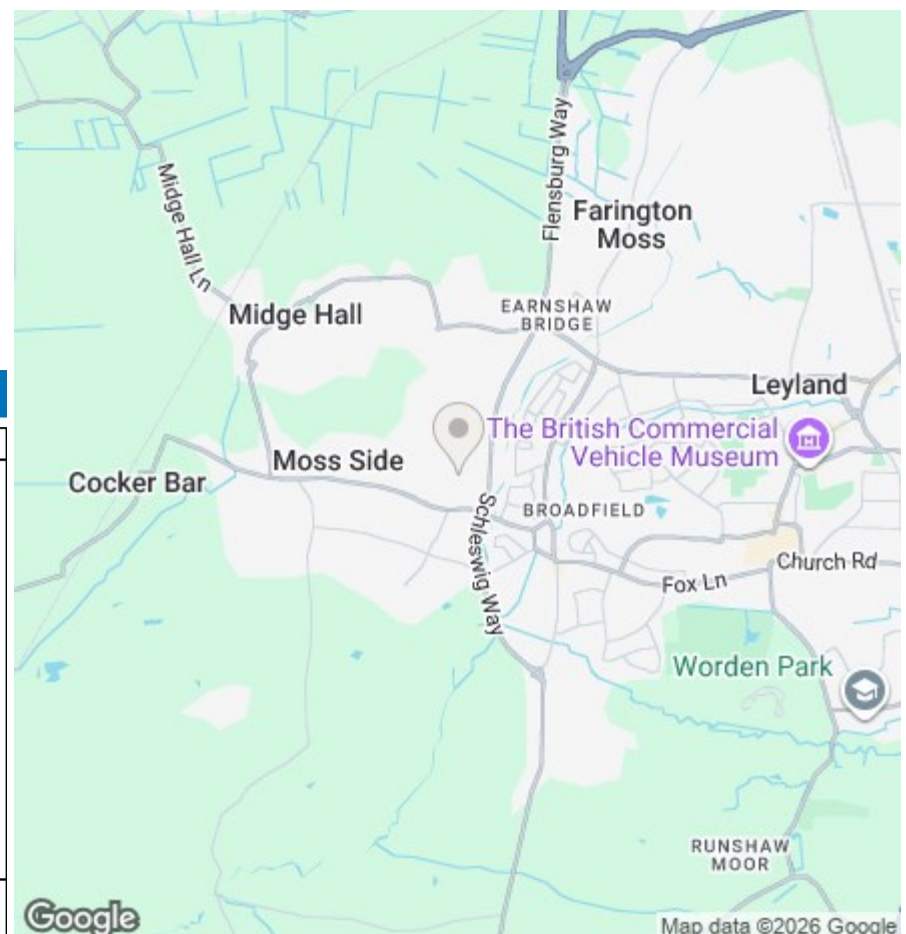 Flensburg Way
Farington
Moss
Midge Hall Ln
Midge Hall
EARNSHAW
BRIDGE
Leyland
The British Commercial
Vehicle Museum
Moss Side
Cocker Bar
BROADFIELD
Schleswig Way
Church Rd
Fox Ln
Worden Park
RUNSHAW
MOOR
Google
Map data ©2026 Google